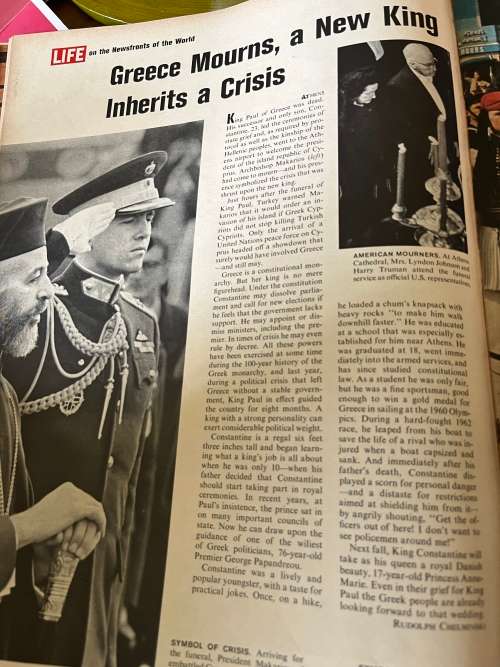 LIFE on the Newsfronts of the World
Greece Mourns, a New King
Inherits a Crisis
ATHENS
King Paul of Greece was dead.
His successor and only son, Con-
stantine, 23, led the ceremonies of
state grief and, as required by pro-
tocol as well as the kinship of the
Hellenic peoples, went to the Ath-
ens airport to welcome the presi-
dent of the island republic of Cy-
prus. Archbishop Makarios (left)
had come to mourn—and his pres-
ence symbolized the crisis that was
thrust upon the new king.
Just hours after the funeral of
King Paul, Turkey warned Ma-
karios that it would order an in-
vasion of his island if Greek Cyp-
riots did not stop killing Turkish
Cypriots. Only the arrival of a
United Nations peace force on Cy-
prus headed off a showdown that
surely would have involved Greece
—and still may.
Greece is a constitutional mon-
archy. But her king is no mere
figurehead. Under the constitution
Constantine may dissolve parlia-
ment and call for new elections if
he feels that the government lacks
support. He may appoint or dis-
miss ministers, including the pre-
mier. In times of crisis he may even
rule by decree. All these powers
have been exercised at some time
during the 100-year history of the
Greek monarchy, and last year,
during a political crisis that left
Greece without a stable govern-
ment, King Paul in effect guided
the country for eight months. A
king with a strong personality can
exert considerable political weight.
Constantine is a regal six feet
three inches tall and began learn-
ing what a king's job is all about
when he was only 10—when his
father decided that Constantine
should start taking part in royal
ceremonies. In recent years, at
Paul's insistence, the prince sat in
on many important councils of
state. Now he can draw upon the
guidance of one of the wiliest
of Greek politicians, 76-year-old
Premier George Papandreou.
Constantine was a lively and
popular youngster, with a taste for
practical jokes. Once, on a hike,
AMERICAN MOURNERS. At Athens
Cathedral, Mrs. Lyndon Johnson and
Harry Truman attend the funeral
service as official U.S. representatives.
he loaded a chum's knapsack with
heavy rocks "to make him walk
downhill faster." He was educated
at a school that was especially es-
tablished for him near Athens. He
was graduated at 18, went imme-
diately into the armed services, and
has since studied constitutional
law. As a student he was only fair,
but he was a fine sportsman, good
enough to win a gold medal for
Greece in sailing at the 1960 Olym-
pics. During a hard-fought 1962
race, he leaped from his boat to
save the life of a rival who was in-
jured when a boat capsized and
sank. And immediately after his
father's death, Constantine dis-
played a scorn for personal danger
—and a distaste for restrictions
aimed at shielding him from it—
by angrily shouting, "Get the of-
ficers out of here! I don't want to
see policemen around me!"
Next fall, King Constantine will
take as his queen a royal Danish
beauty, 17-year-old Princess Anne-
Marie. Even in their grief for King
Paul the Greek people are already
looking forward to that wedding.
RUDOLPH CHELMINSKI
SYMBOL OF CRISIS. Arriving for
the funeral, President